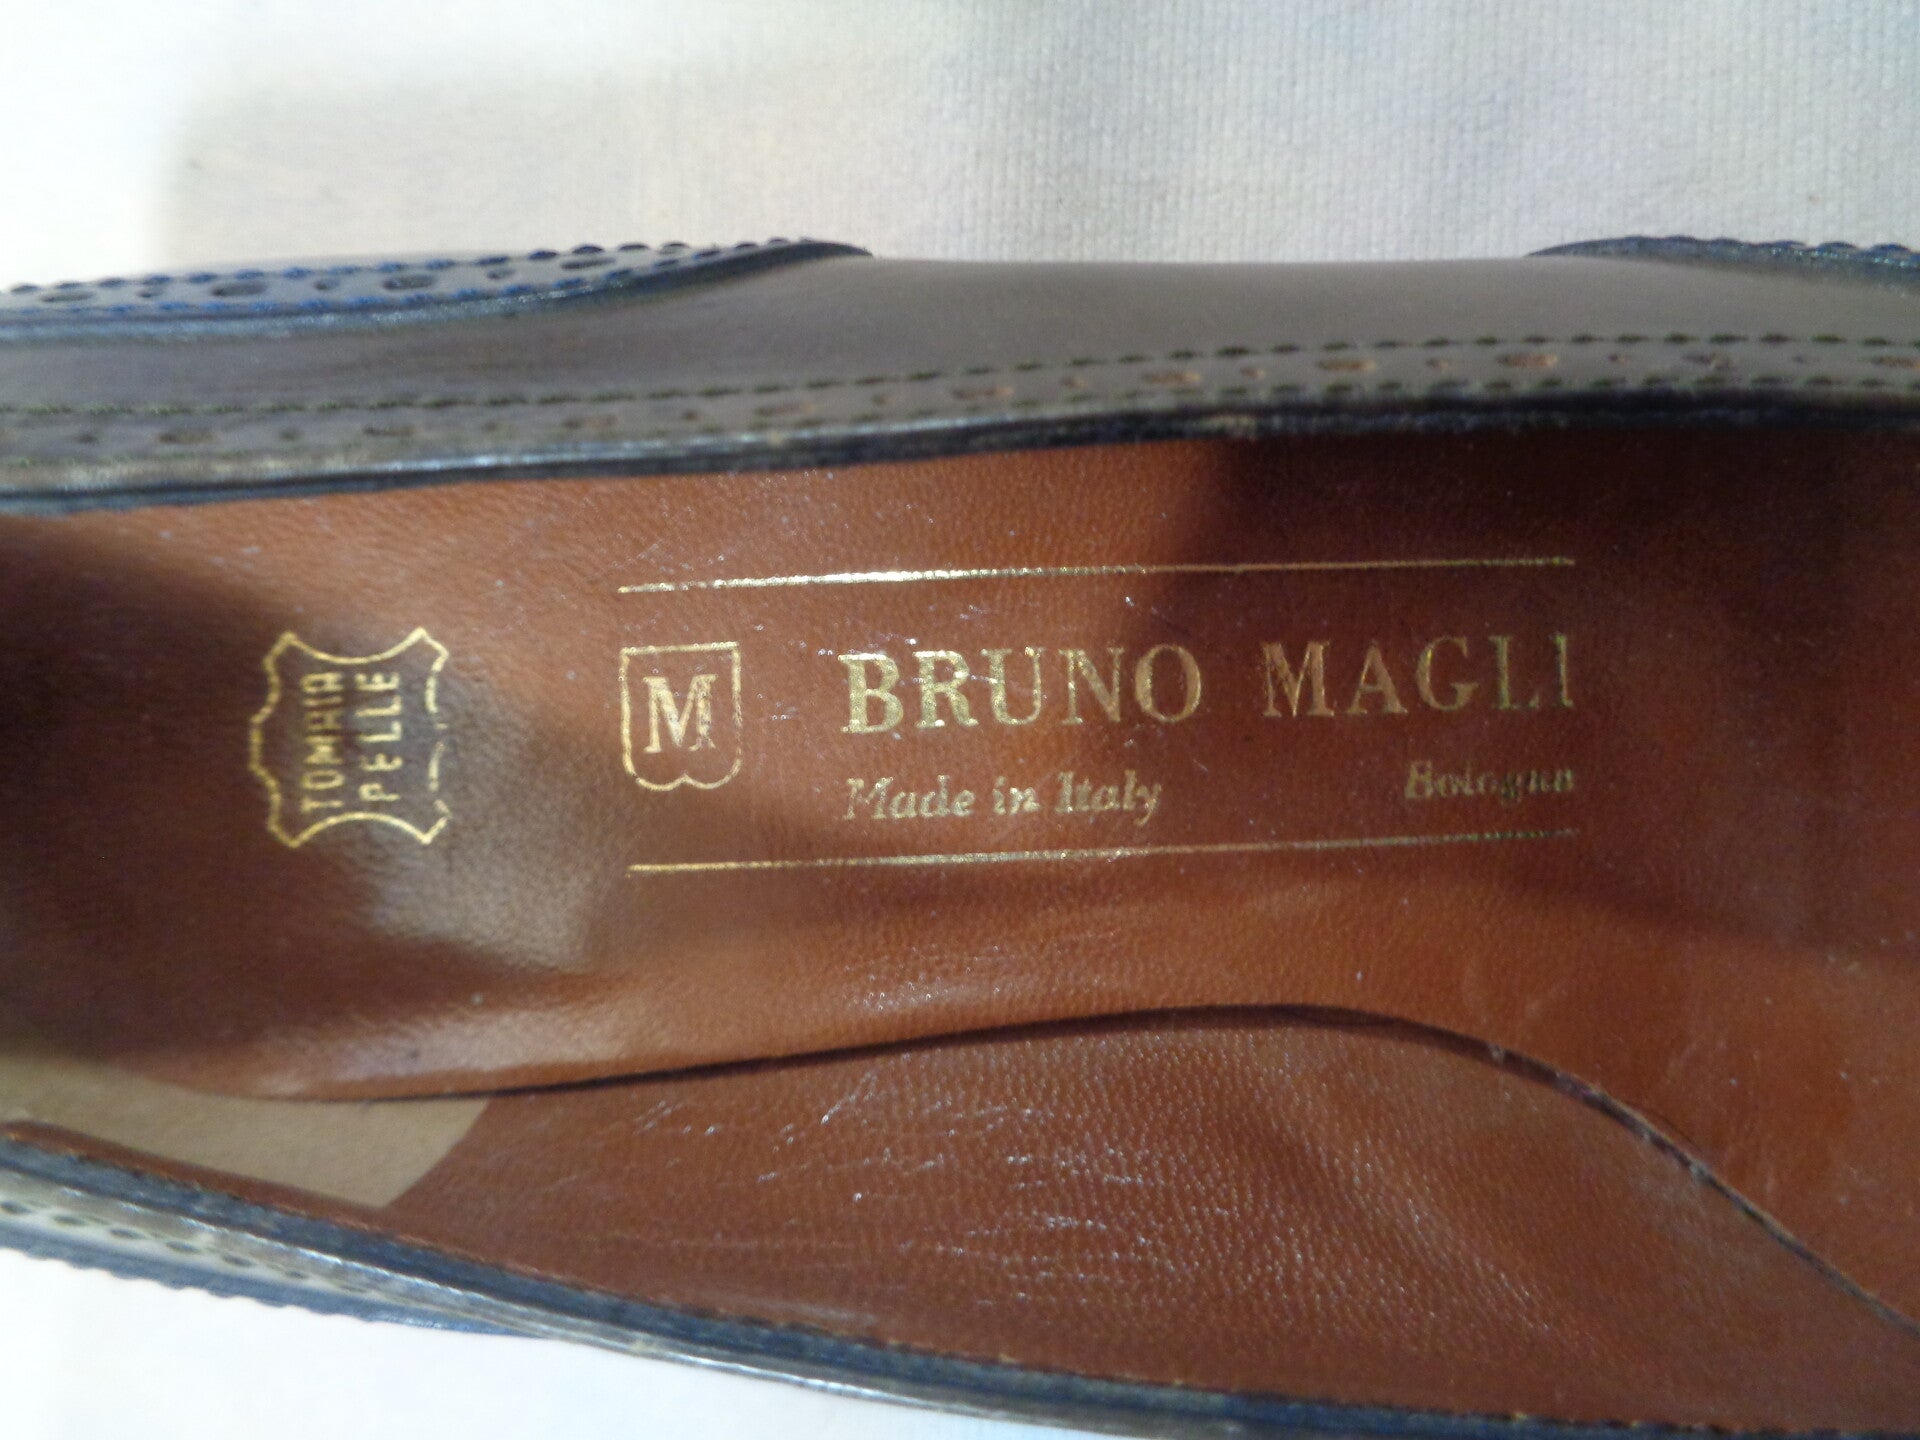 TOMAIA
PELLE
M
BRUNO MAGLI
Made in Italy Bologna